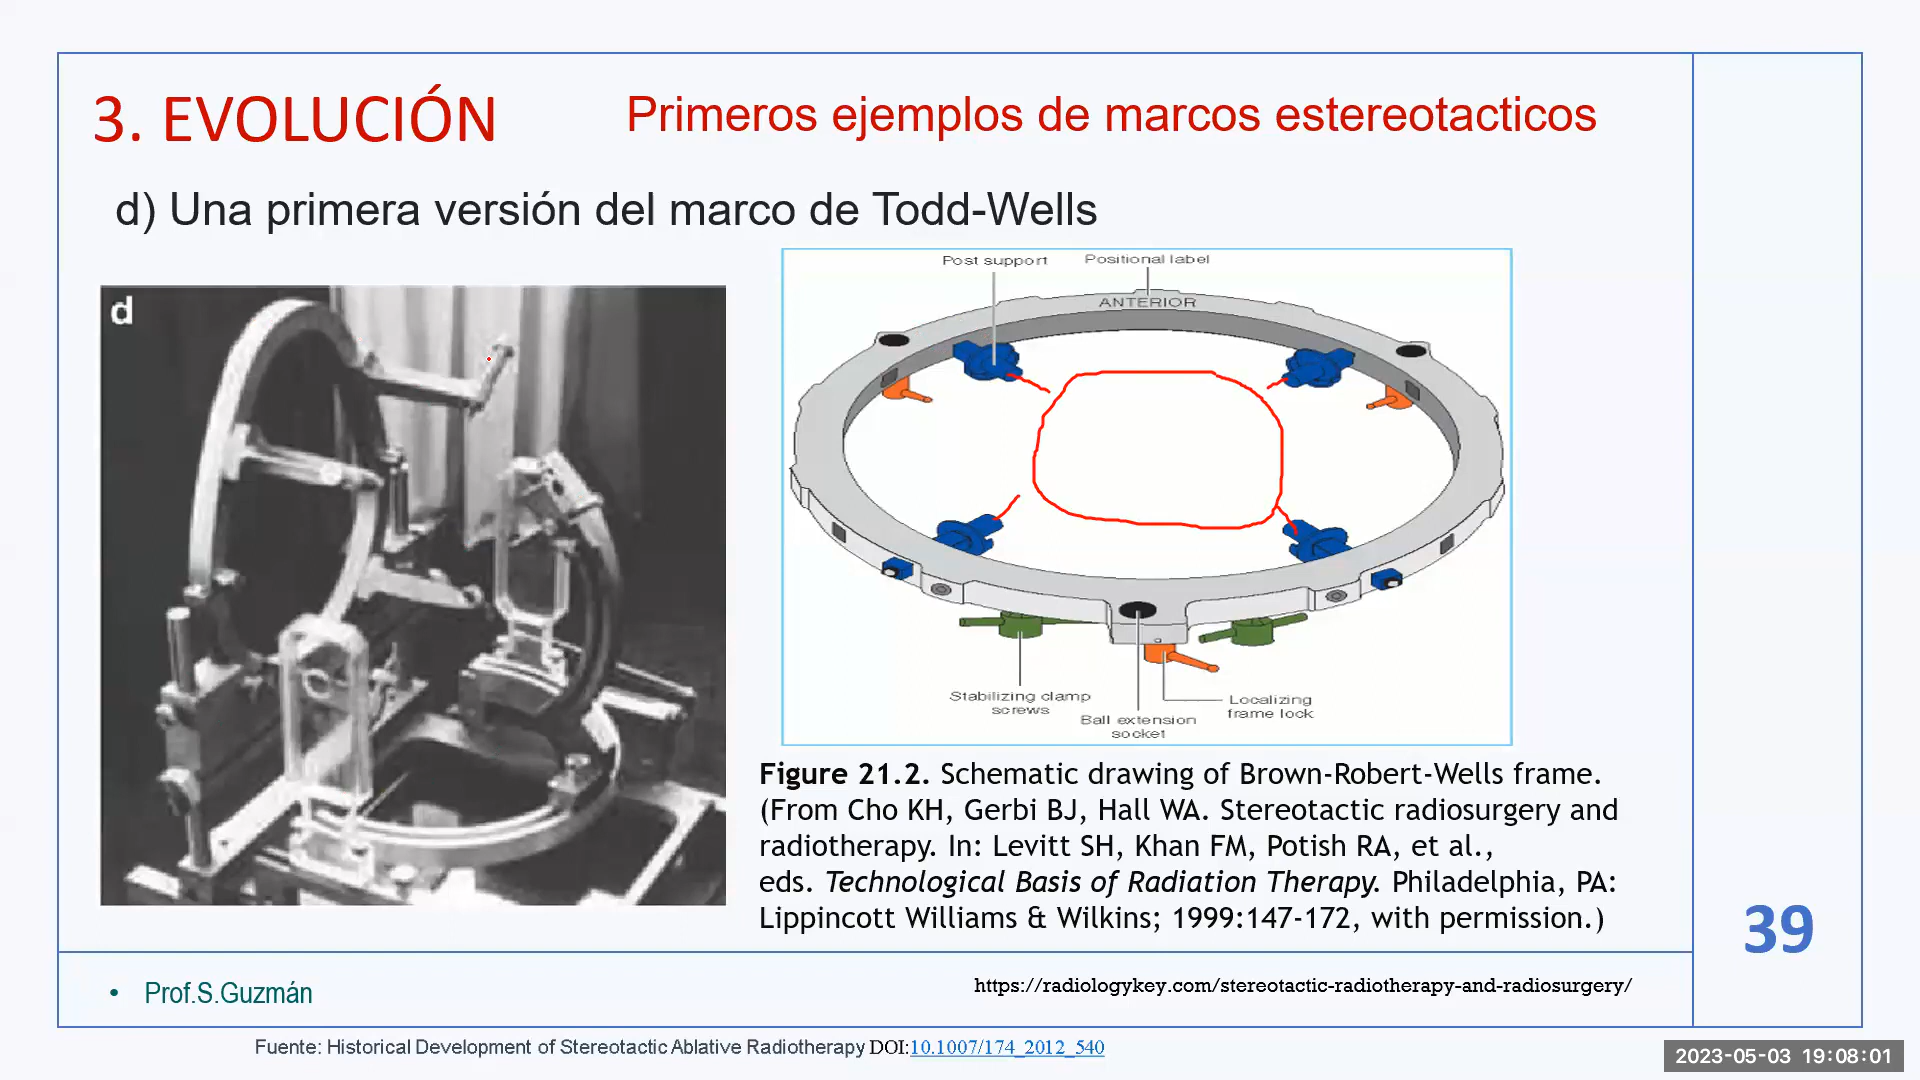 3. EVOLUCIÓN
Primeros ejemplos de marcos estereotacticos
d) Una primera versión del marco de Todd-Wells
d
Post support
Positional label
ANTERIOR
Stabilizing clamp
screws
Ball extension
socket
Localizing
frame lock
Figure 21.2. Schematic drawing of Brown-Robert-Wells frame.
(From Cho KH, Gerbi BJ, Hall WA. Stereotactic radiosurgery and
radiotherapy. In: Levitt SH, Khan FM, Potish RA, et al.,
eds. Technological Basis of Radiation Therapy. Philadelphia, PA:
Lippincott Williams & Wilkins; 1999:147-172, with permission.)
39
• Prof.S.Guzmán
https://radiologykey.com/stereotactic-radiotherapy-and-radiosurgery/
Fuente: Historical Development of Stereotactic Ablative Radiotherapy DOI:10.1007/174_2012_540
2023-05-03 19:08:01